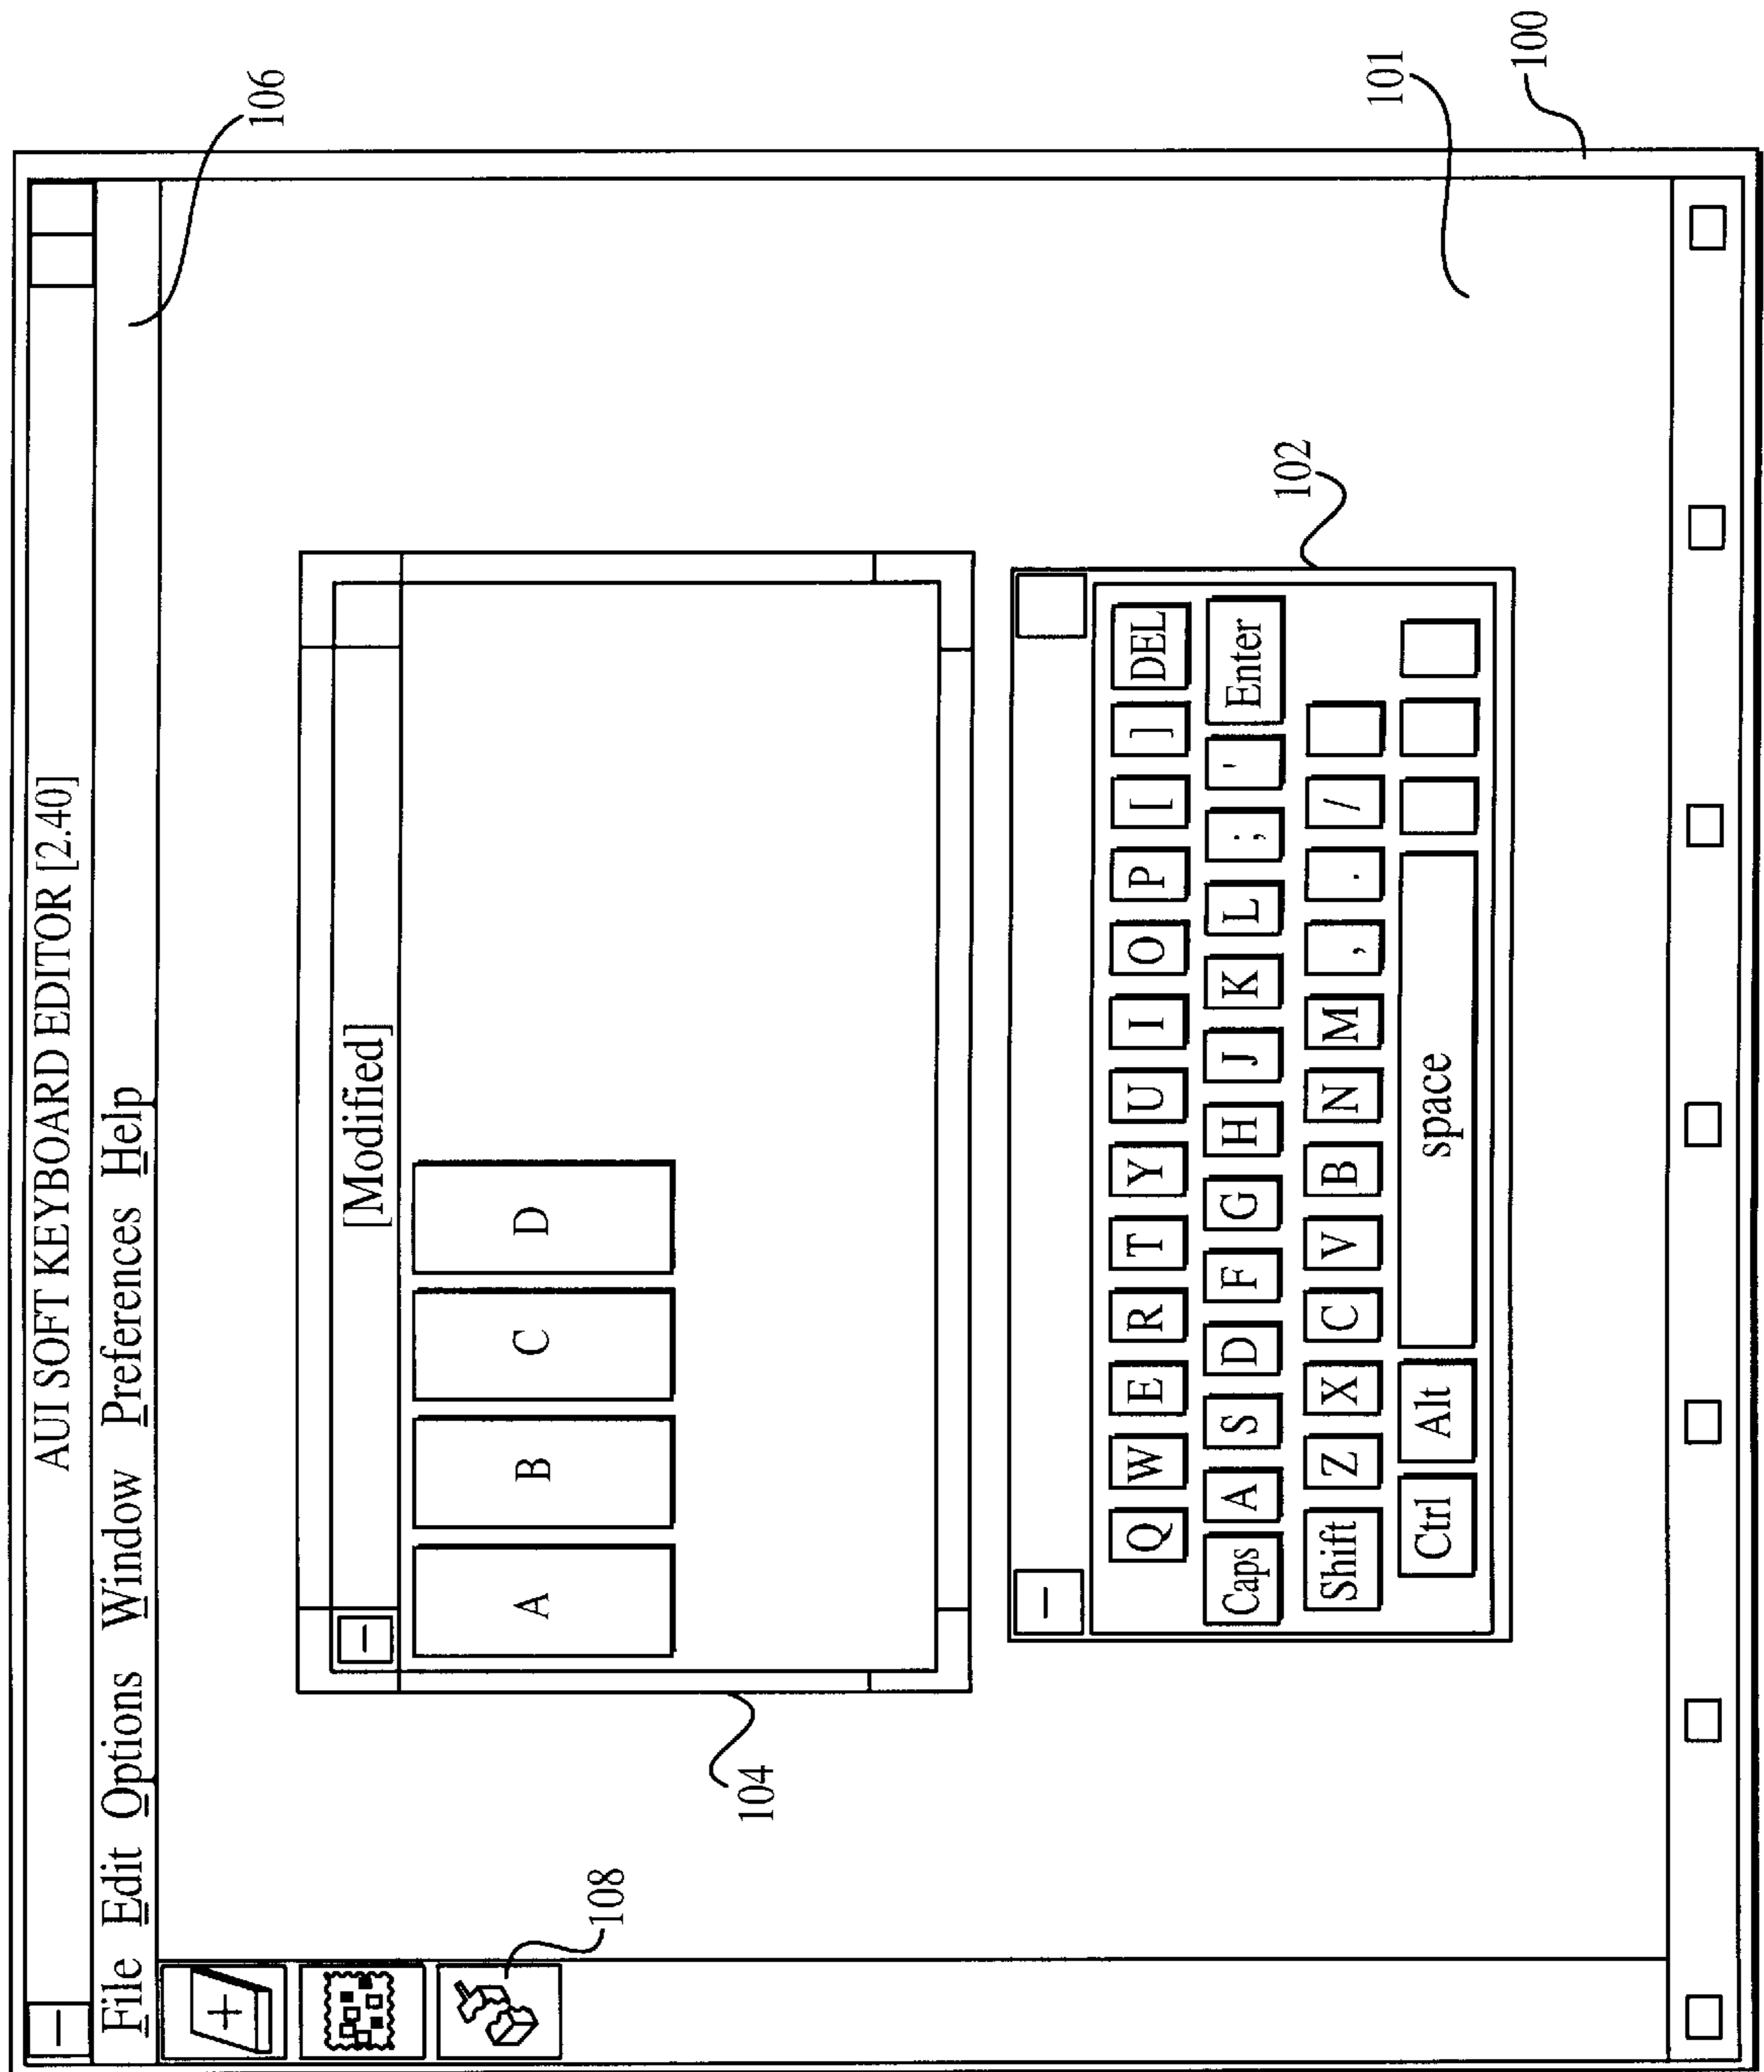 AUI SOFT KEYBOARD EDITOR [2.40]
File Edit Options Window Preferences Help
106
[Modified]
A B C D
104
108
102
Q W E R T Y U I O P [ ] DEL
Caps A S D F G H J K L ; ' Enter
Shift Z X C V B N M , . /
Ctrl Alt space
101
100